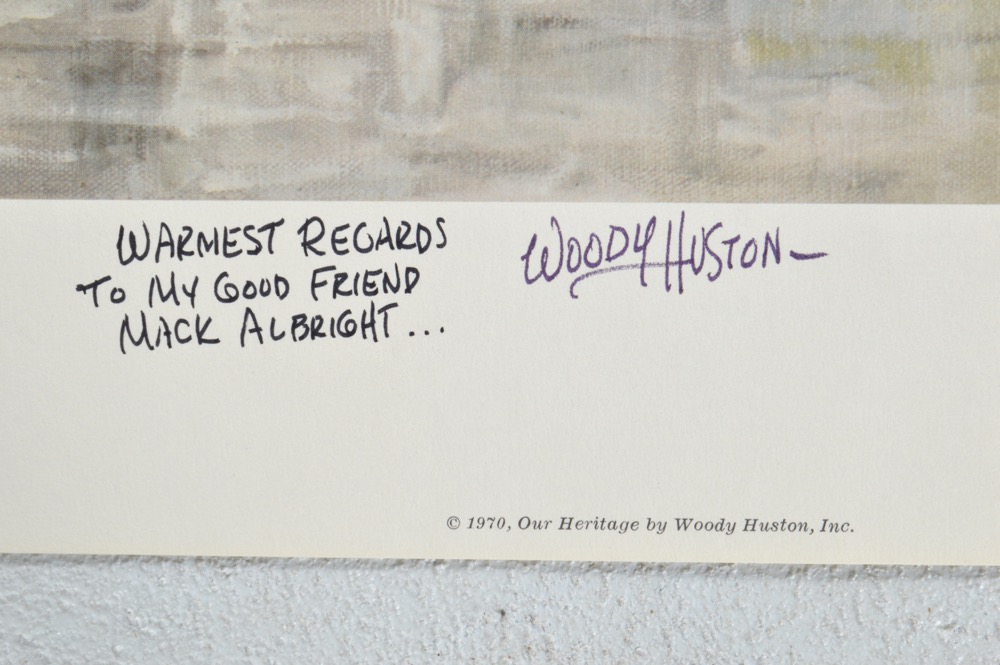 WARMEST REGARDS
TO MY GOOD FRIEND
MACK ALBRIGHT...
WOODY HUSTON
© 1970, Our Heritage by Woody Huston, Inc.